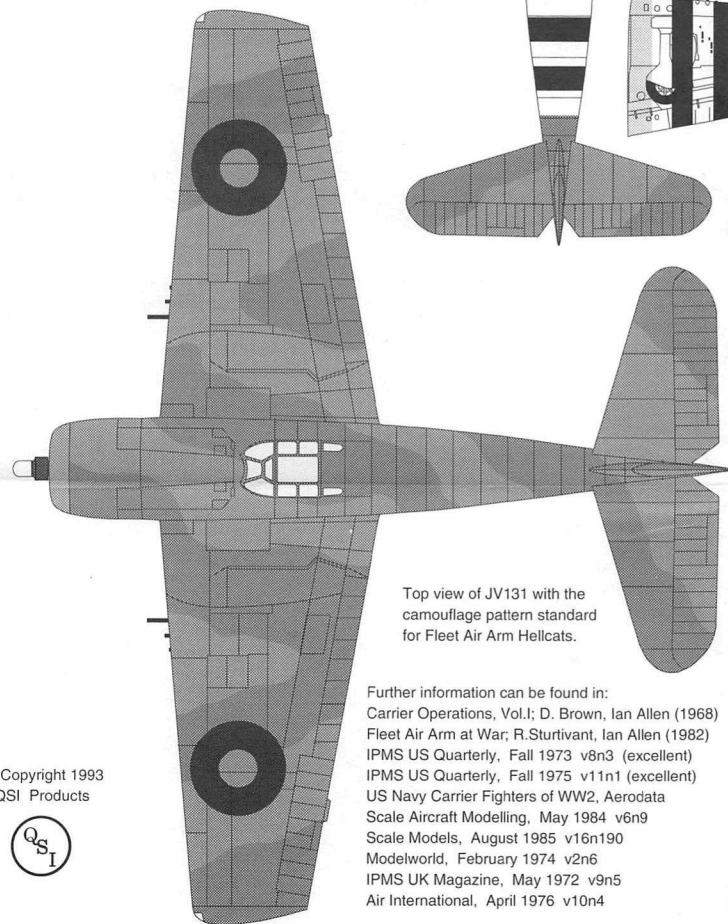 Top view of JV131 with the
camouflage pattern standard
for Fleet Air Arm Hellcats.
Further information can be found in:
Carrier Operations, Vol.I; D. Brown, Ian Allen (1968)
Fleet Air Arm at War; R.Sturtivant, Ian Allen (1982)
IPMS US Quarterly, Fall 1973 v8n3 (excellent)
IPMS US Quarterly, Fall 1975 v11n1 (excellent)
US Navy Carrier Fighters of WW2, Aerodata
Scale Aircraft Modelling, May 1984 v6n9
Scale Models, August 1985 v16n190
Modelworld, February 1974 v2n6
IPMS UK Magazine, May 1972 v9n5
Air International, April 1976 v10n4
Copyright 1993
QSI Products
QSI